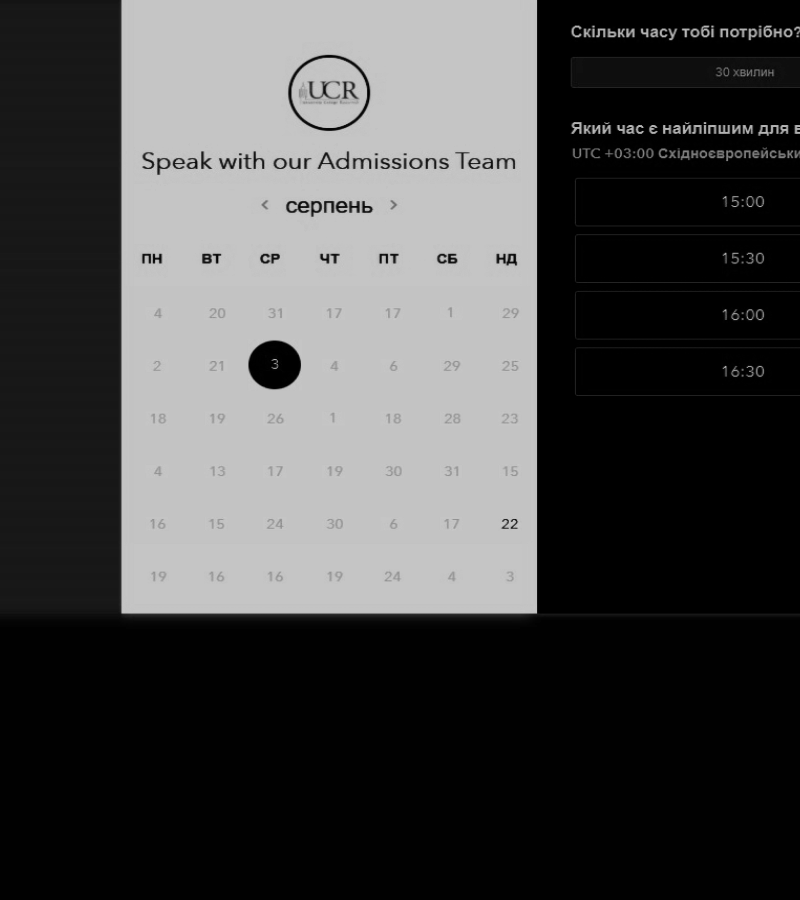 UCR
Speak with our Admissions Team
< серпень >
ПН ВТ СР ЧТ ПТ СБ НД
4 20 31 17 17 1 29
2 21 3 4 6 29 25
18 19 26 1 18 28 23
4 13 17 19 30 31 15
16 15 24 30 6 17 22
19 16 16 19 24 4 3
Скільки часу тобі потрібно?
30 хвилин
Який час є найліпшим для в
UTC +03:00 Східноєвропейськи
15:00
15:30
16:00
16:30